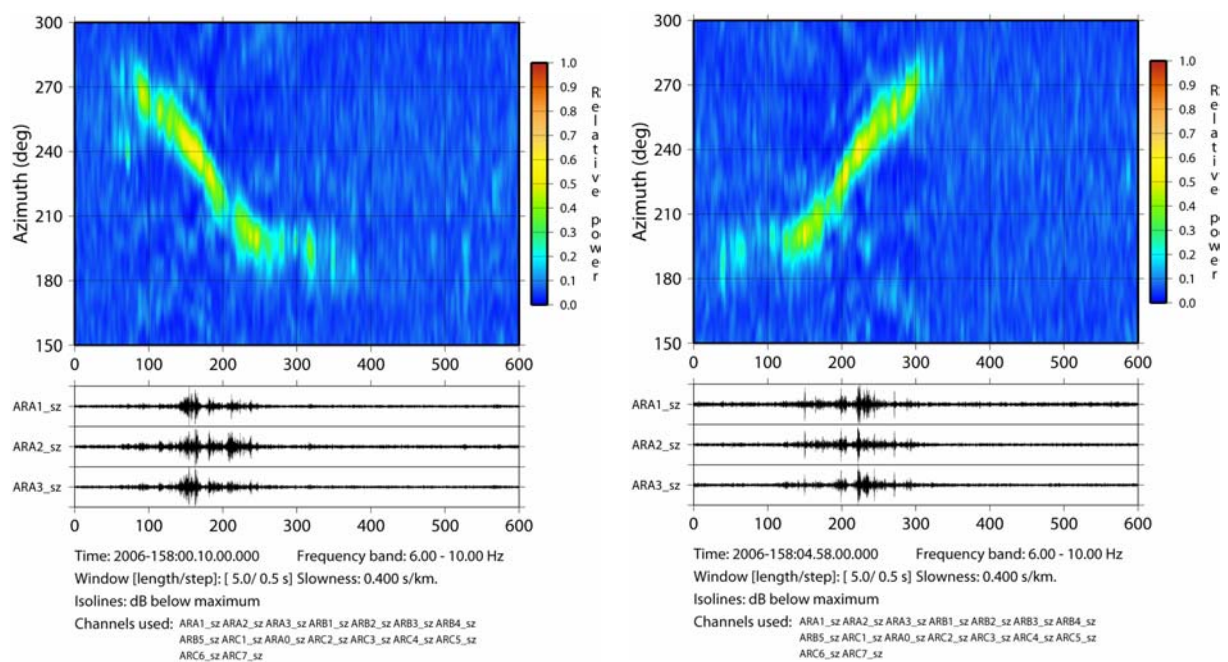 300
270
240
210
180
150
Azimuth (deg)
0 100 200 300 400 500 600
1.0
0.9
0.8
0.7
0.6
0.5
0.4
0.3
0.2
0.1
0.0
Relative power
ARA1_sz
ARA2_sz
ARA3_sz
0 100 200 300 400 500 600
Time: 2006-158:00.10.00.000 Frequency band: 6.00 - 10.00 Hz
Window [length/step]: [ 5.0/ 0.5 s] Slowness: 0.400 s/km.
Isolines: dB below maximum
Channels used: ARA1_sz ARA2_sz ARA3_sz ARB1_sz ARB2_sz ARB3_sz ARB4_sz
ARB5_sz ARC1_sz ARA0_sz ARC2_sz ARC3_sz ARC4_sz ARC5_sz
ARC6_sz ARC7_sz
300
270
240
210
180
150
Azimuth (deg)
0 100 200 300 400 500 600
1.0
0.9
0.8
0.7
0.6
0.5
0.4
0.3
0.2
0.1
0.0
Relative power
ARA1_sz
ARA2_sz
ARA3_sz
0 100 200 300 400 500 600
Time: 2006-158:04.58.00.000 Frequency band: 6.00 - 10.00 Hz
Window [length/step]: [ 5.0/ 0.5 s] Slowness: 0.400 s/km.
Isolines: dB below maximum
Channels used: ARA1_sz ARA2_sz ARA3_sz ARB1_sz ARB2_sz ARB3_sz ARB4_sz
ARB5_sz ARC1_sz ARA0_sz ARC2_sz ARC3_sz ARC4_sz ARC5_sz
ARC6_sz ARC7_sz